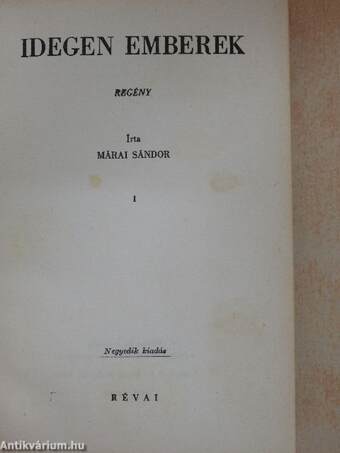 IDEGEN EMBEREK
REGÉNY
Írta
MÁRAI SÁNDOR
I
Negyedik kiadás
RÉVAI
Antikvárium.hu